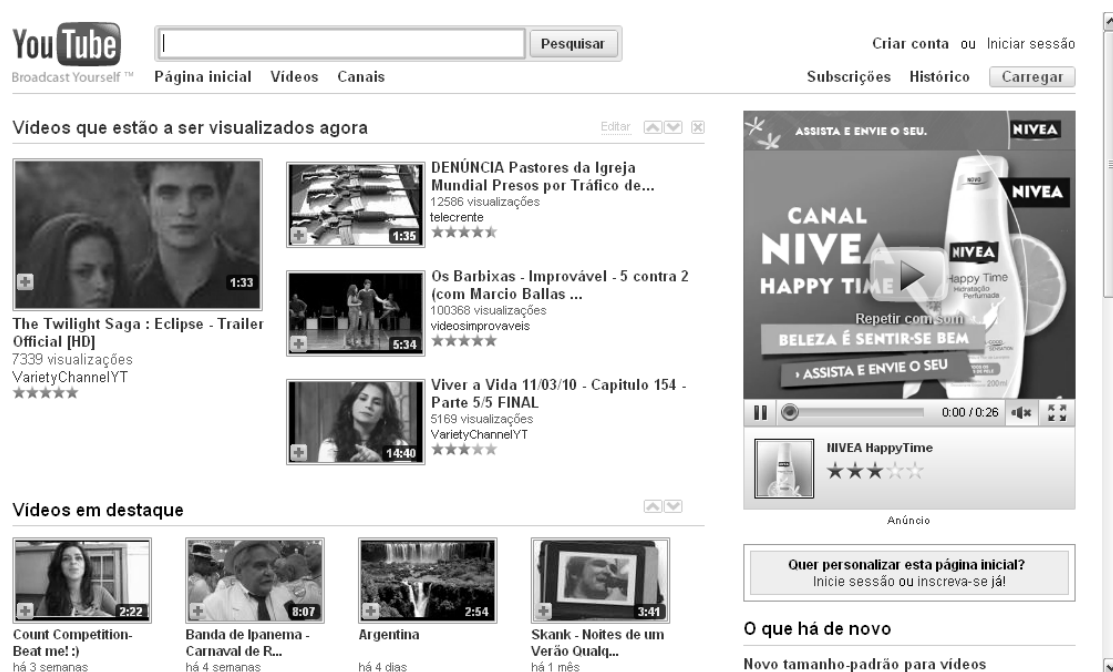 You Tube
Broadcast Yourself ™
Pesquisar
Criar conta ou Iniciar sessão
Página inicial Vídeos Canais
Subscrições Histórico Carregar
Vídeos que estão a ser visualizados agora
Editar
1:33
The Twilight Saga : Eclipse - Trailer
Official [HD]
7339 visualizações
VarietyChannelYT
1:35
DENÚNCIA Pastores da Igreja
Mundial Presos por Tráfico de...
12586 visualizações
telecrente
5:34
Os Barbixas - Improvável - 5 contra 2
(com Marcio Ballas ...
100368 visualizações
videosimprovaveis
14:40
Viver a Vida 11/03/10 - Capitulo 154 -
Parte 5/5 FINAL
5169 visualizações
VarietyChannelYT
ASSISTA E ENVIE O SEU.
NIVEA
NOVO
NIVEA
CANAL
NIVEA
HAPPY TIME
NIVEA
Happy Time
Hidratação
Perfumada
Repetir com som
BELEZA É SENTIR-SE BEM
› ASSISTA E ENVIE O SEU
200ml
0:00 / 0:26
NIVEA HappyTime
Anúncio
Vídeos em destaque
2:22
Count Competition-
Beat me! :)
há 3 semanas
8:07
Banda de Ipanema -
Carnaval de R...
há 4 semanas
2:54
Argentina
há 4 dias
3:41
Skank - Noites de um
Verão Qualq...
há 1 mês
Quer personalizar esta página inicial?
Inicie sessão ou inscreva-se já!
O que há de novo
Novo tamanho-padrão para vídeos